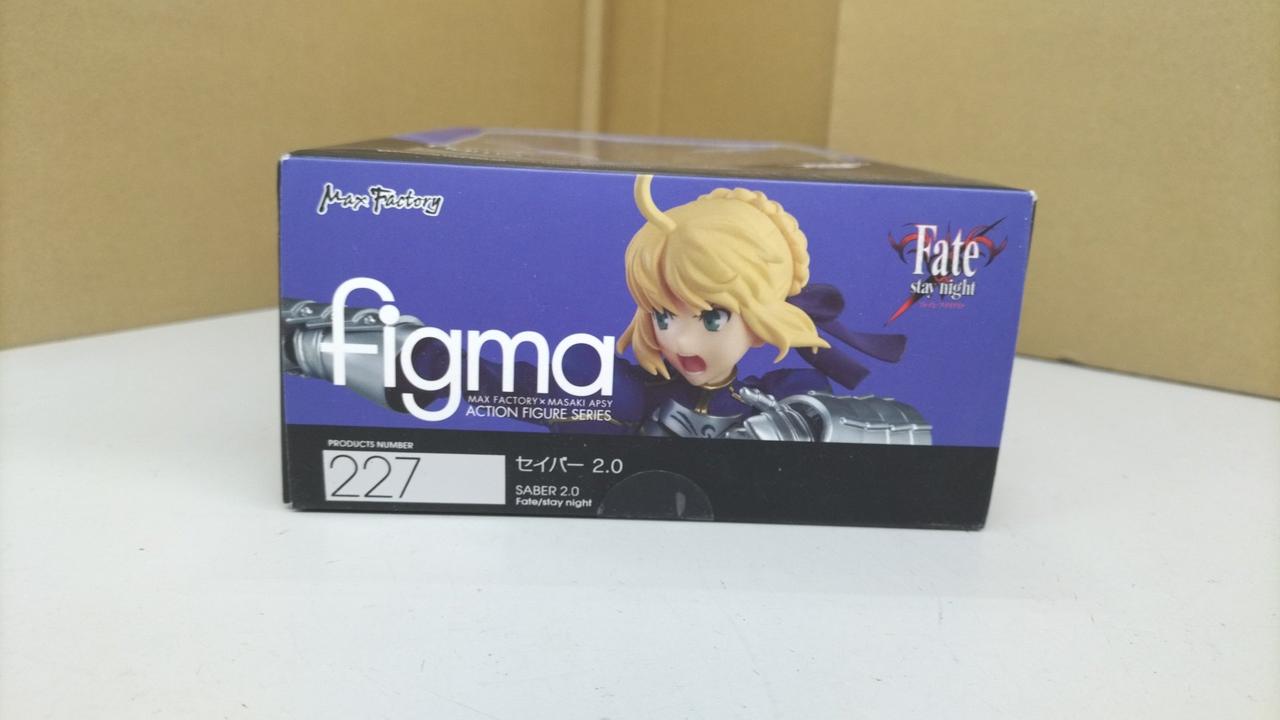 Max Factory
Fate
stay night
figma
MAX FACTORY×MASAKI APSY
ACTION FIGURE SERIES
PRODUCTS NUMBER
227
セイバー 2.0
SABER 2.0
Fate/stay night